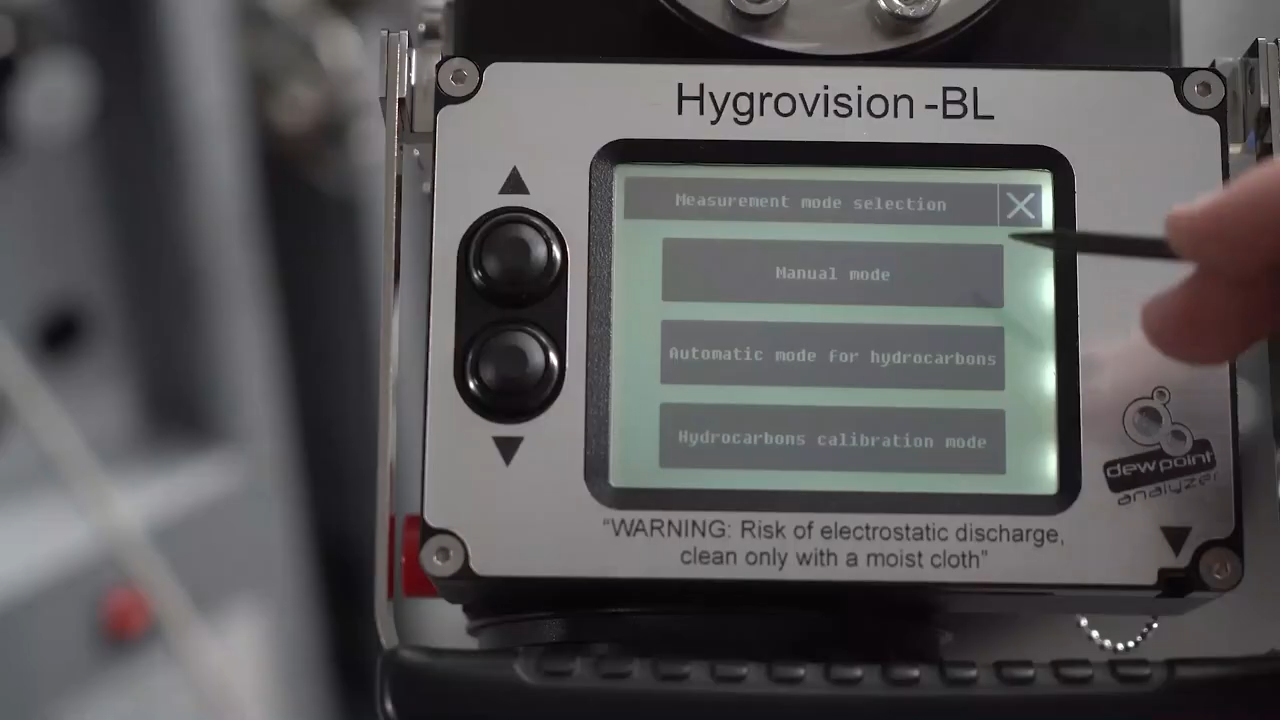 Hygrovision -BL
Measurement mode selection
Manual mode
Automatic mode for hydrocarbons
Hydrocarbons calibration mode
dew point
analyzer
"WARNING: Risk of electrostatic discharge,
clean only with a moist cloth"